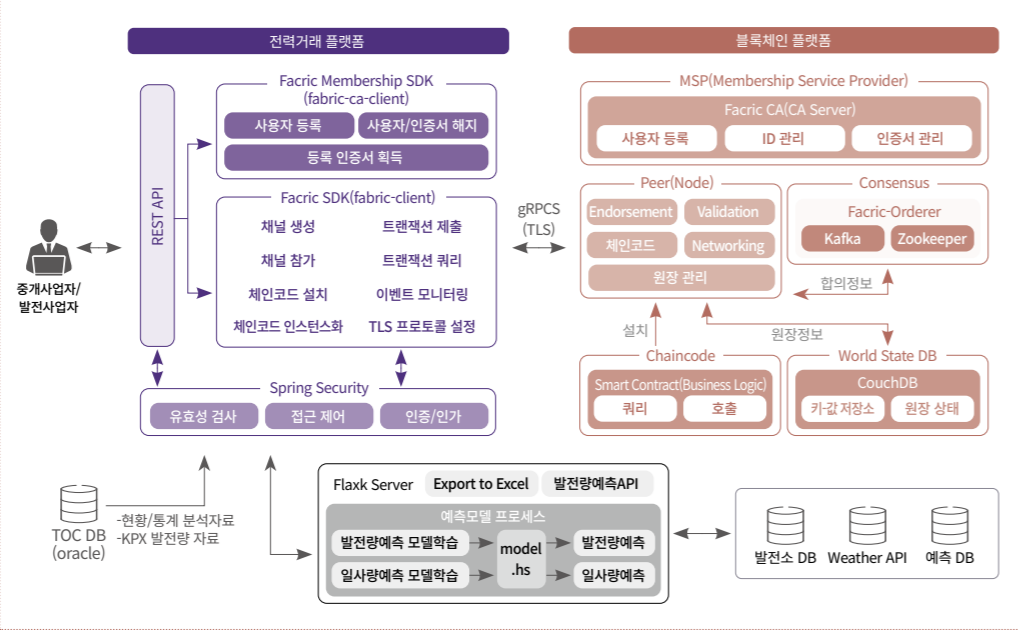 전력거래 플랫폼
블록체인 플랫폼
REST API
Facric Membership SDK
(fabric-ca-client)
사용자 등록
사용자/인증서 해지
등록 인증서 획득
Facric SDK(fabric-client)
채널 생성
트랜잭션 제출
채널 참가
트랜잭션 쿼리
체인코드 설치
이벤트 모니터링
체인코드 인스턴스화
TLS 프로토콜 설정
중개사업자/
발전사업자
Spring Security
유효성 검사
접근 제어
인증/인가
gRPCS
(TLS)
MSP(Membership Service Provider)
Facric CA(CA Server)
사용자 등록
ID 관리
인증서 관리
Peer(Node)
Endorsement
Validation
체인코드
Networking
원장 관리
Consensus
Facric-Orderer
Kafka
Zookeeper
합의정보
설치
원장정보
Chaincode
Smart Contract(Business Logic)
쿼리
호출
World State DB
CouchDB
키-값 저장소
원장 상태
TOC DB
(oracle)
-현황/통계 분석자료
-KPX 발전량 자료
Flaxk Server
Export to Excel
발전량예측API
예측모델 프로세스
발전량예측 모델학습
일사량예측 모델학습
model
.hs
발전량예측
일사량예측
발전소 DB
Weather API
예측 DB